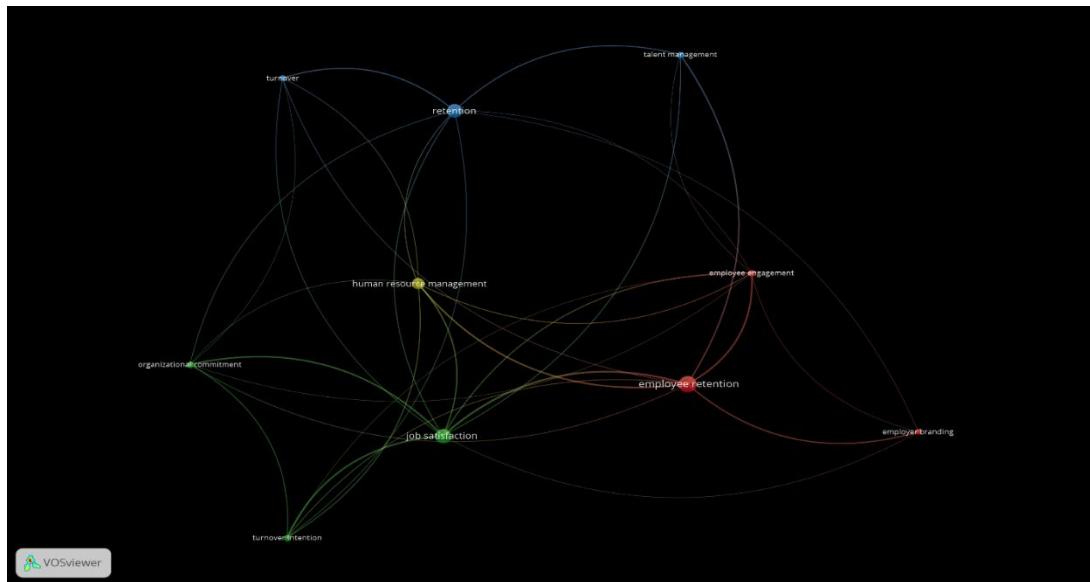 talent management
turnover
retention
employee engagement
human resource management
organizational commitment
employee retention
employer branding
job satisfaction
turnover intention
VOSviewer